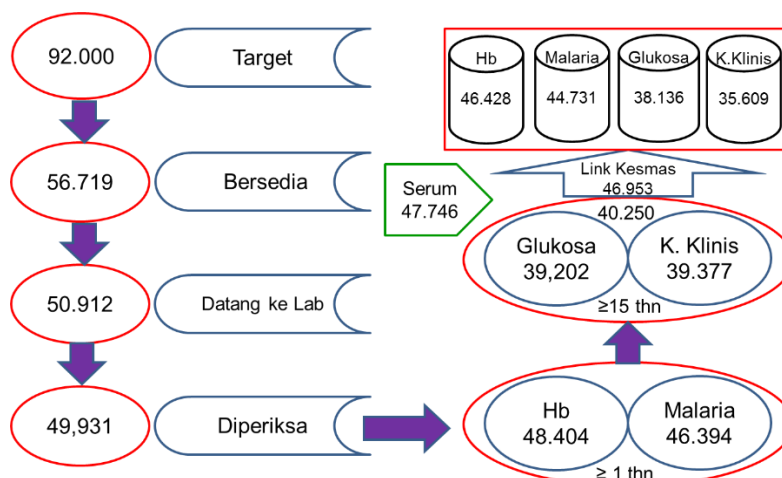 92.000
Target
56.719
Bersedia
50.912
Datang ke Lab
49,931
Diperiksa
Hb
46.428
Malaria
44.731
Glukosa
38.136
K.Klinis
35.609
Link Kesmas
46.953
Serum
47.746
40.250
Glukosa
39,202
K. Klinis
39.377
≥15 thn
Hb
48.404
Malaria
46.394
≥ 1 thn